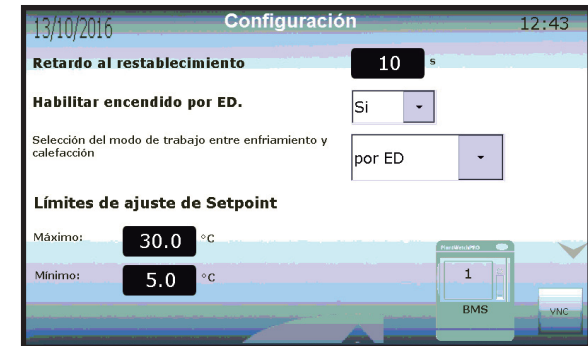 13/10/2016 Configuración 12:43
Retardo al restablecimiento 10 s
Habilitar encendido por ED. Si
Selección del modo de trabajo entre enfriamiento y
calefacción
por ED
Límites de ajuste de Setpoint
Máximo: 30.0 °C
Mínimo: 5.0 °C
1
BMS
VNC